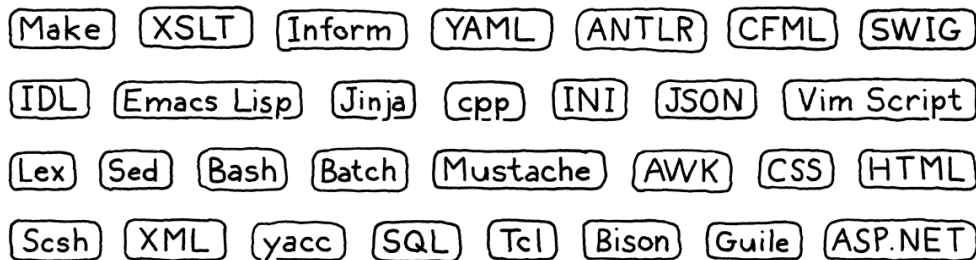 Make XSLT Inform YAML ANTLR CFML SWIG
IDL Emacs Lisp Jinja cpp INI JSON Vim Script
Lex Sed Bash Batch Mustache AWK CSS HTML
Scsh XML yacc SQL Tcl Bison Guile ASP.NET